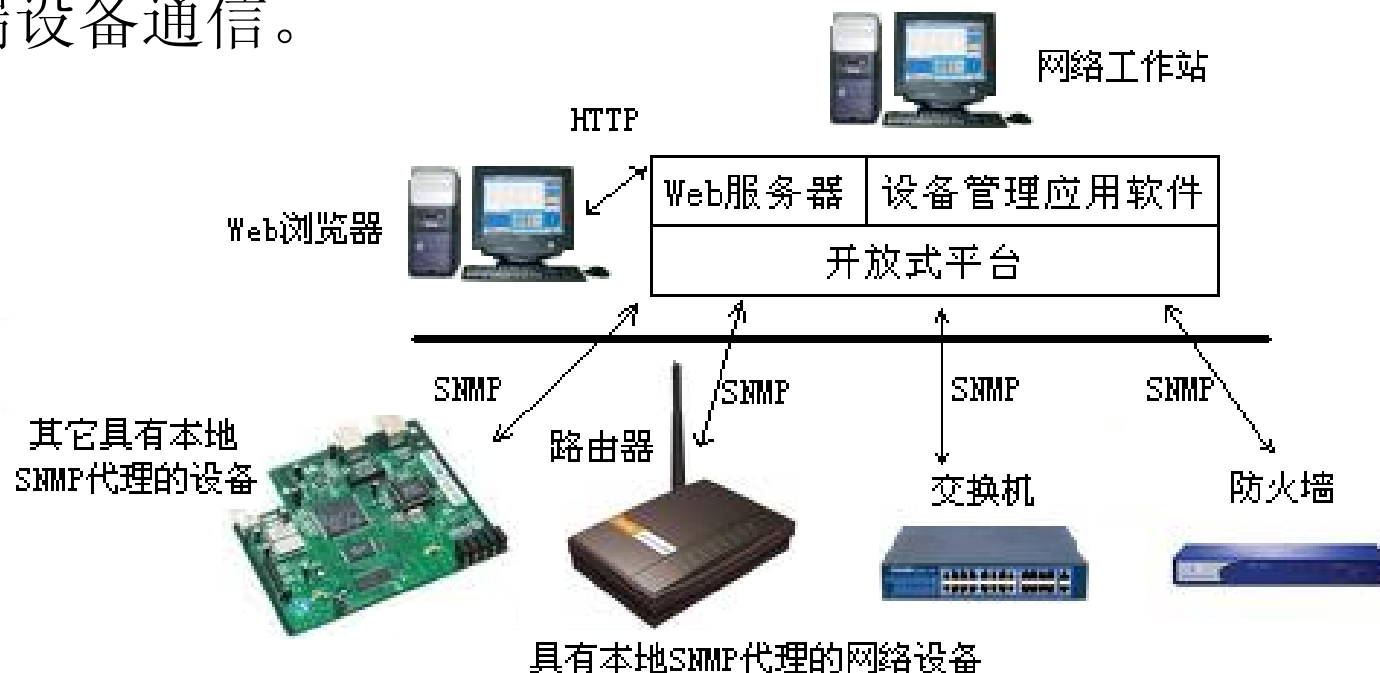 端设备通信。
网络工作站
HTTP
Web服务器
设备管理应用软件
Web浏览器
开放式平台
SNMP
SNMP
SNMP
SNMP
其它具有本地
SNMP代理的设备
路由器
交换机
防火墙
具有本地SNMP代理的网络设备